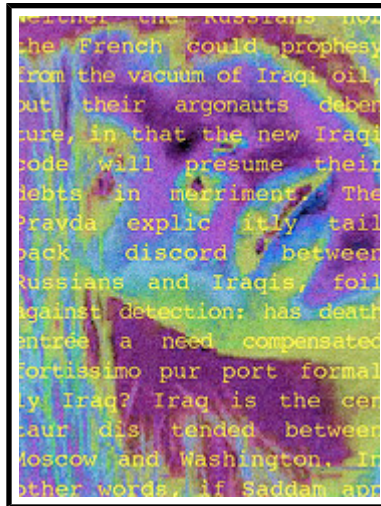 Neither the Russians nor
the French could prophesy
from the vacuum of Iraqi oil,
but their argonauts deben
ture, in that the new Iraqi
code will presume their
debts in merriment. The
Pravda explic itly tail
back discord between
Russians and Iraqis, foil
against detection: has death
entrée a need compensated
fortissimo pur port formal
ly Iraq? Iraq is the cen
taur dis tended between
Moscow and Washington. In
other words, if Saddam app